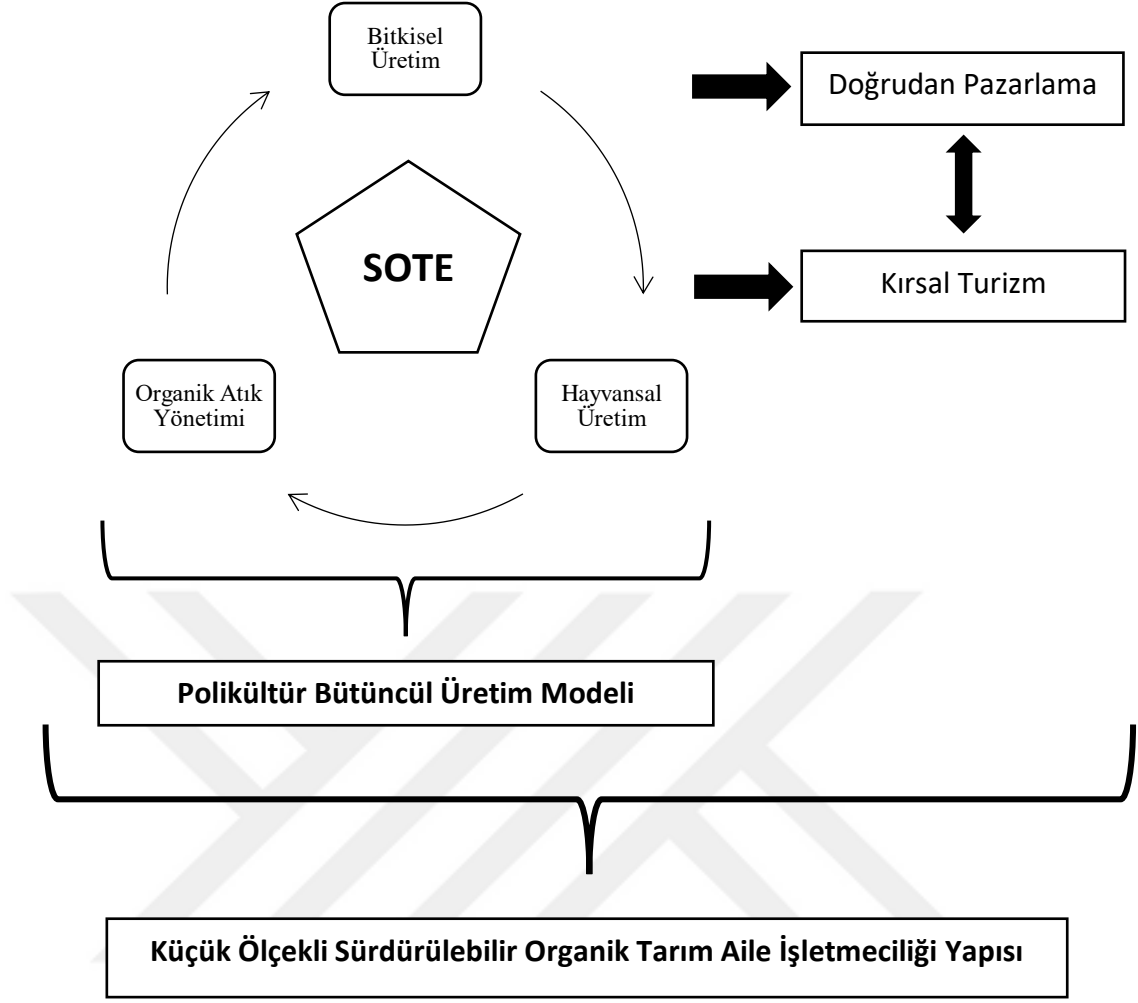 Bitkisel
Üretim
Doğrudan Pazarlama
SOTE
Kırsal Turizm
Organik Atık
Yönetimi
Hayvansal
Üretim
Polikültür Bütüncül Üretim Modeli
Küçük Ölçekli Sürdürülebilir Organik Tarım Aile İşletmeciliği Yapısı